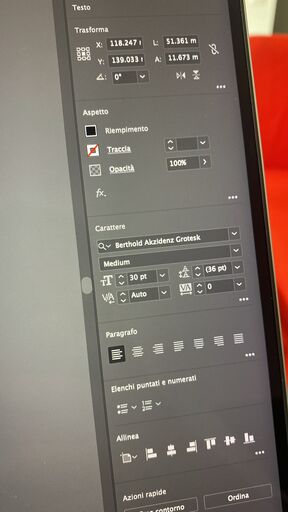 Testo
Trasforma
X: 118.247 L: 51.361 m
Y: 139.033 A: 11.673 m
0°
Aspetto
Riempimento
Traccia
Opacità 100%
fx.
Carattere
Berthold Akzidenz Grotesk
Medium
30 pt (36 pt)
Auto 0
Paragrafo
Elenchi puntati e numerati
Allinea
Azioni rapide
contorno Ordina